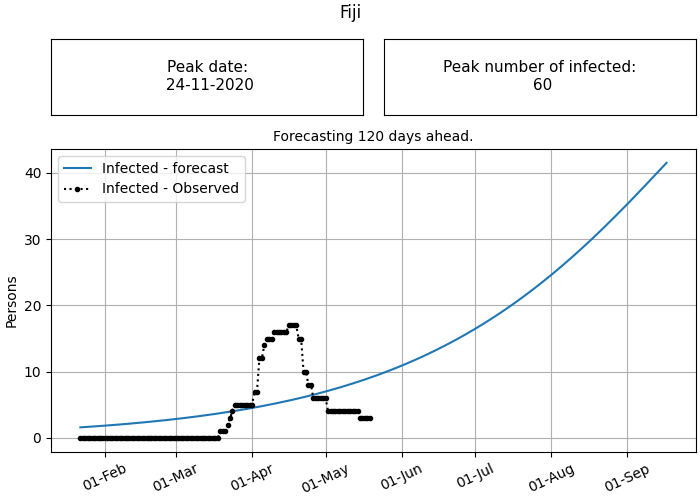 Fiji
Peak date:
24-11-2020
Peak number of infected:
60
Forecasting 120 days ahead.
Infected - forecast
Infected - Observed
Persons
40
30
20
10
0
01-Feb
01-Mar
01-Apr
01-May
01-Jun
01-Jul
01-Aug
01-Sep